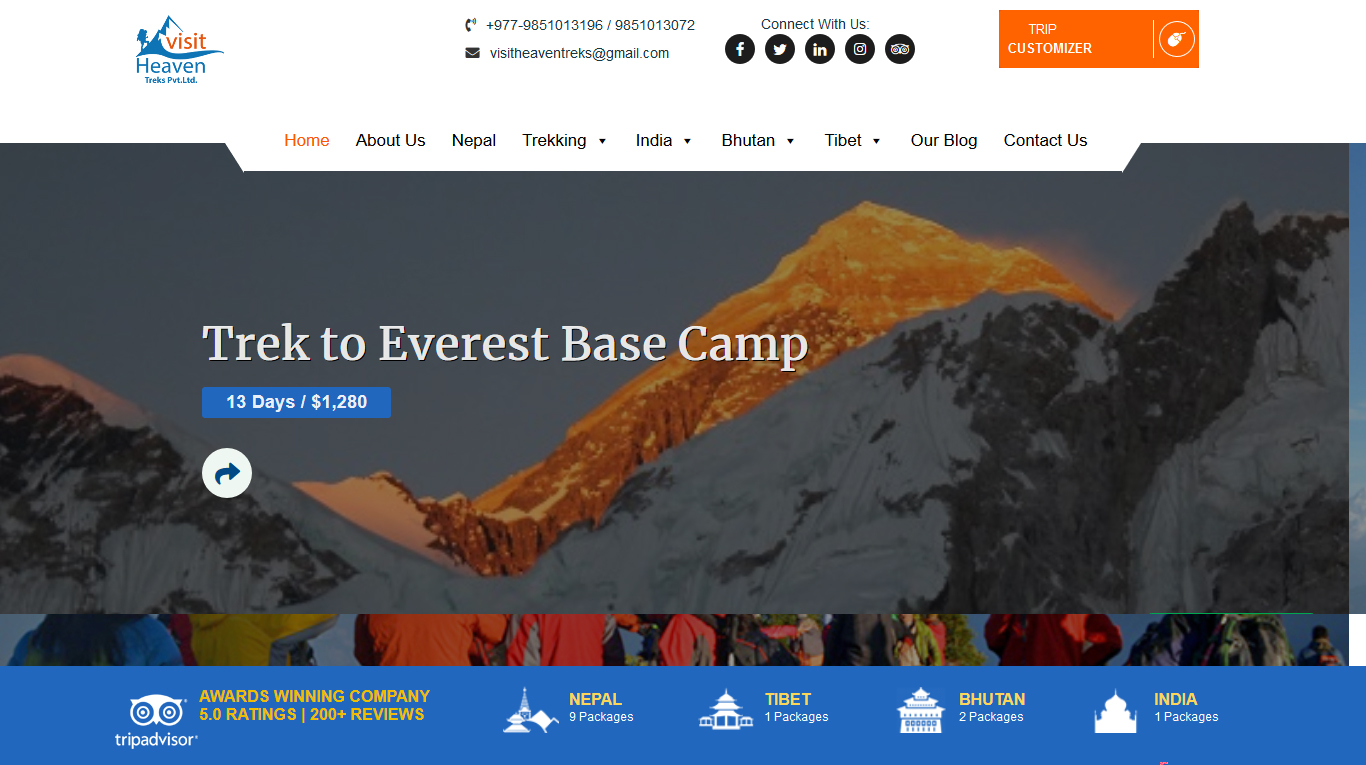 visit
Heaven
Treks Pvt.Ltd.
+977-9851013196 / 9851013072
visitheaventreks@gmail.com
Connect With Us:
TRIP
CUSTOMIZER
Home
About Us
Nepal
Trekking
India
Bhutan
Tibet
Our Blog
Contact Us
Trek to Everest Base Camp
13 Days / $1,280
tripadvisor
AWARDS WINNING COMPANY
5.0 RATINGS | 200+ REVIEWS
NEPAL
9 Packages
TIBET
1 Packages
BHUTAN
2 Packages
INDIA
1 Packages